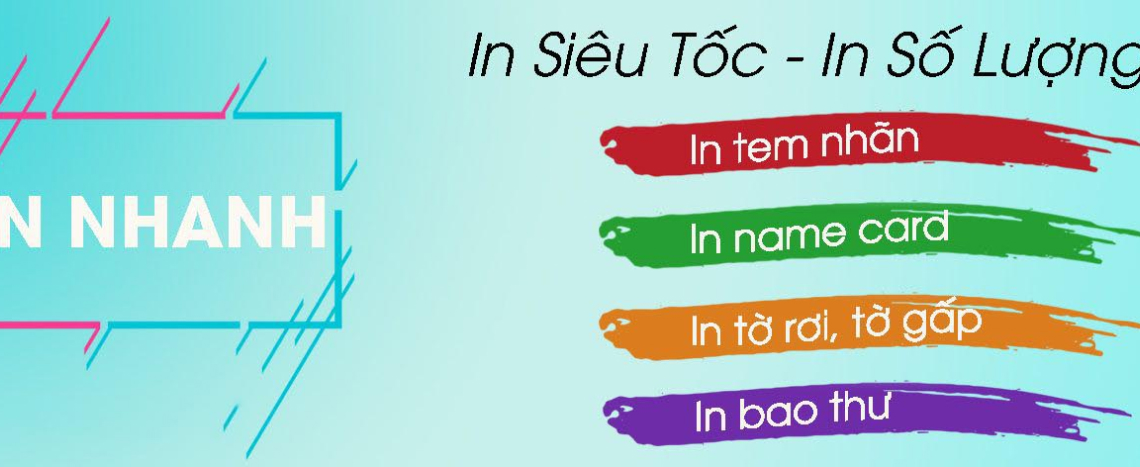 In Siêu Tốc - In Số Lượng
N NHANH
In tem nhãn
In name card
In tờ rơi, tờ gấp
In bao thư